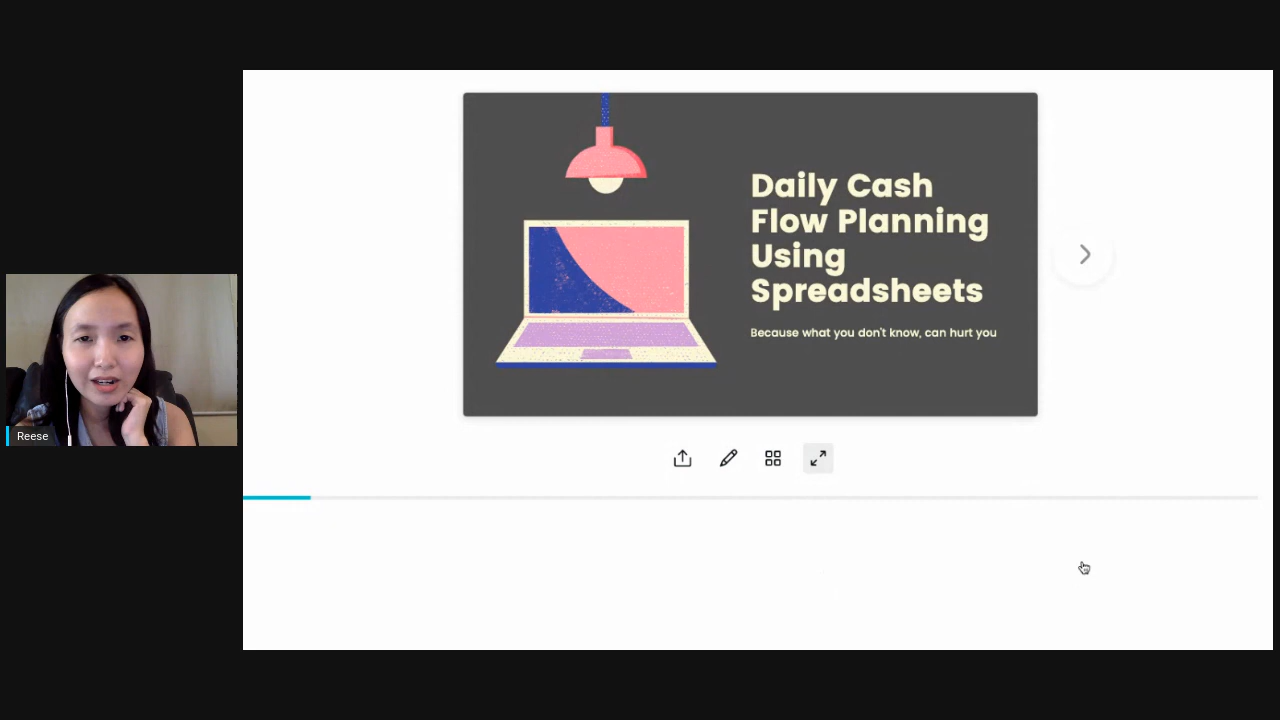 Daily Cash
Flow Planning
Using
Spreadsheets
Because what you don't know, can hurt you
Reese